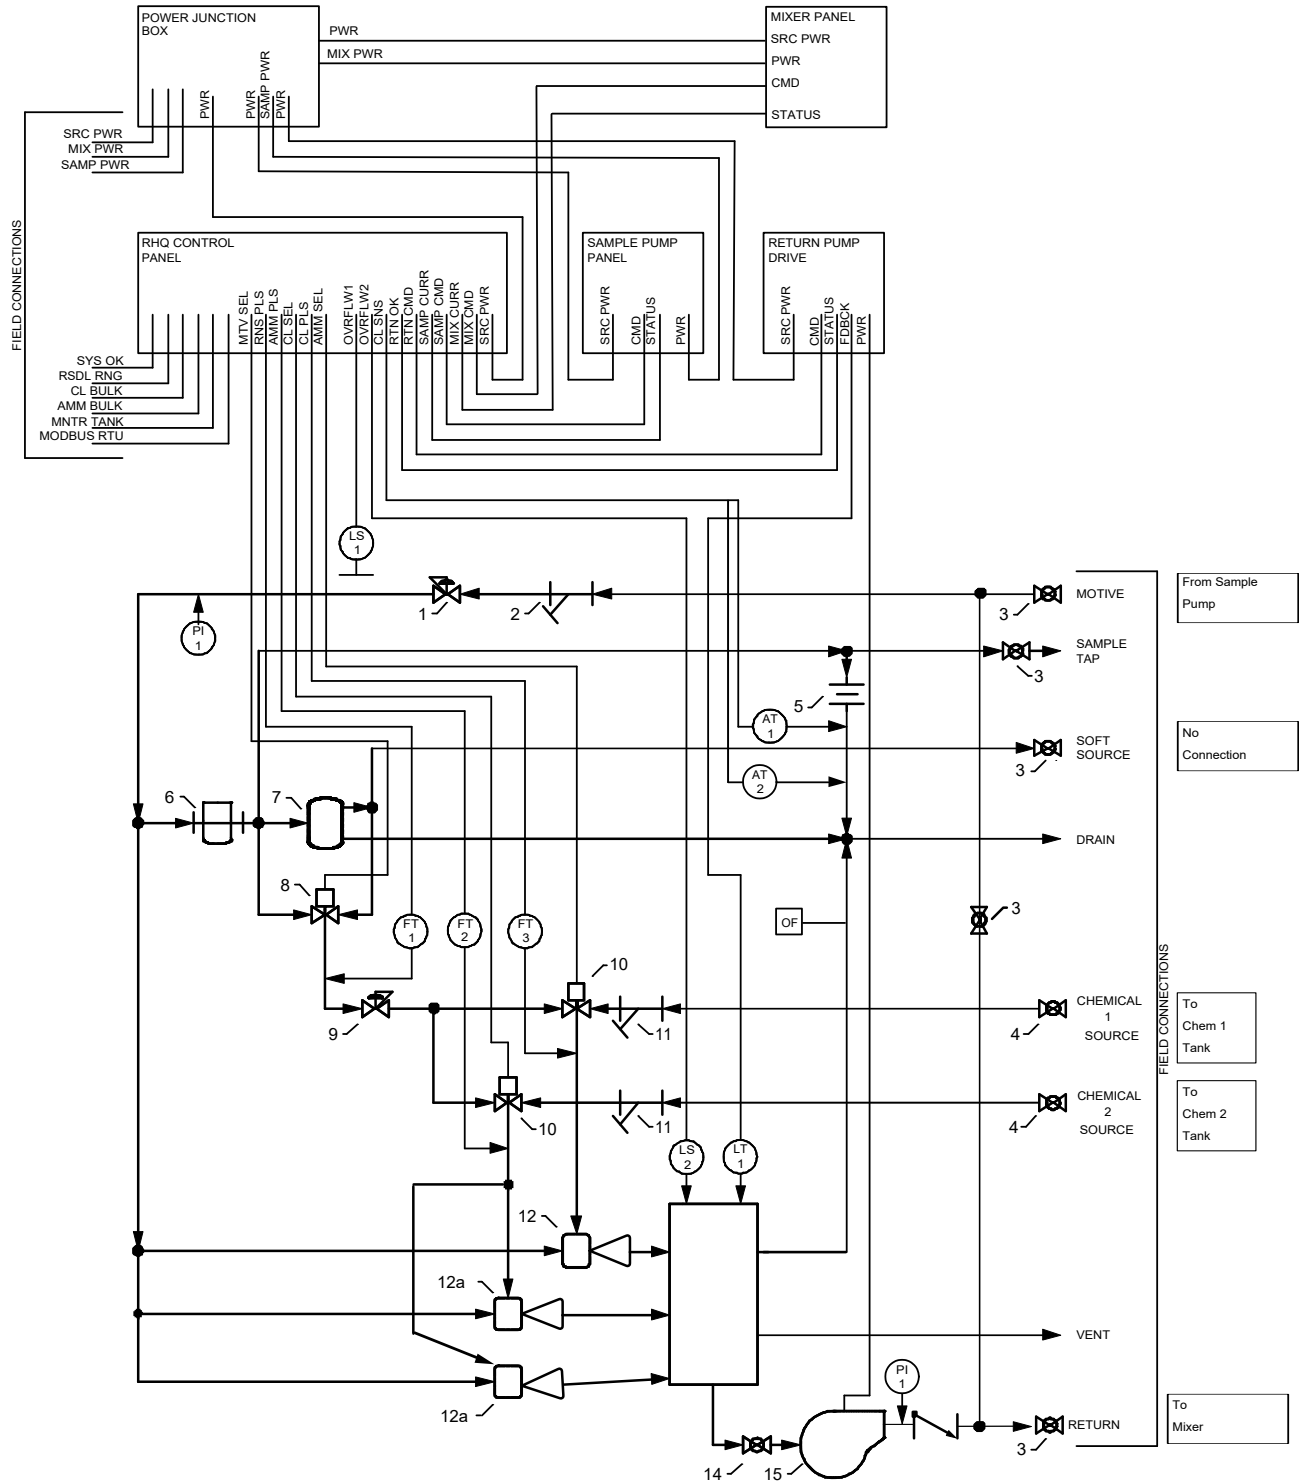 POWER JUNCTION
BOX
PWR
SAMP PWR
PWR
PWR
PWR
MIX PWR
MIXER PANEL
SRC PWR
PWR
CMD
STATUS
SRC PWR
MIX PWR
SAMP PWR
FIELD CONNECTIONS
RHQ CONTROL
PANEL
MTV SEL
RNS PLS
AMM PLS
CL SEL
CL PLS
AMM SEL
OVRFLW1
OVRFLW2
CL SNS
RTN OK
RTN CMD
SAMP CURR
SAMP CMD
MIX CURR
MIX CMD
SRC PWR
SAMPLE PUMP
PANEL
SRC PWR
CMD
STATUS
PWR
RETURN PUMP
DRIVE
SRC PWR
CMD
STATUS
FDBCK
PWR
SYS OK
RSDL RNG
CL BULK
AMM BULK
MNTR TANK
MODBUS RTU
LS
1
1
2
3
MOTIVE
From Sample
Pump
PI
1
SAMPLE
TAP
3
5
AT
1
SOFT
SOURCE
3
No
Connection
AT
2
6
7
DRAIN
8
FT
1
FT
2
FT
3
OF
3
FIELD CONNECTIONS
9
10
11
4
CHEMICAL
1
SOURCE
To
Chem 1
Tank
10
11
4
CHEMICAL
2
SOURCE
To
Chem 2
Tank
LS
2
LT
1
12
12a
12a
VENT
PI
1
14
15
3
RETURN
To
Mixer